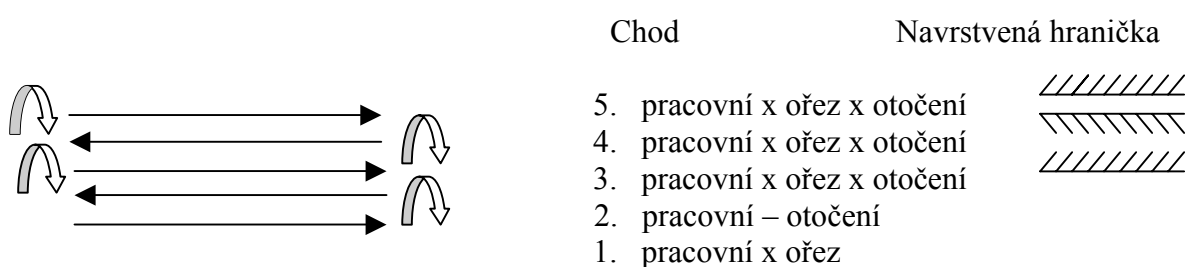 Chod Navrstvená hranička
5. pracovní x ořez x otočení
4. pracovní x ořez x otočení
3. pracovní x ořez x otočení
2. pracovní – otočení
1. pracovní x ořez